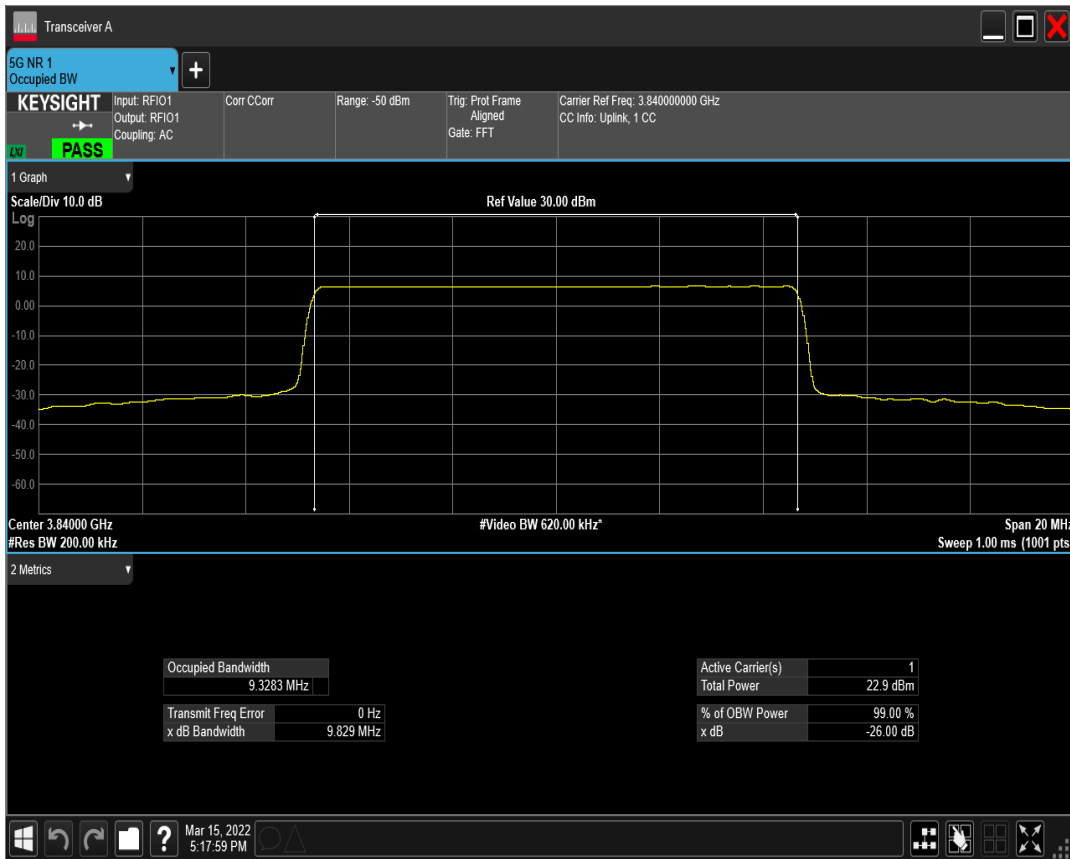 Transceiver A
5G NR 1
Occupied BW
+
KEYSIGHT
LXI
PASS
Input: RFIO1
Output: RFIO1
Coupling: AC
Corr CCorr
Range: -50 dBm
Trig: Prot Frame
Aligned
Gate: FFT
Carrier Ref Freq: 3.840000000 GHz
CC Info: Uplink, 1 CC
1 Graph
Scale/Div 10.0 dB
Ref Value 30.00 dBm
Log
20.0
10.0
0.00
-10.0
-20.0
-30.0
-40.0
-50.0
-60.0
Center 3.84000 GHz
#Video BW 620.00 kHz*
Span 20 MHz
#Res BW 200.00 kHz
Sweep 1.00 ms (1001 pts
2 Metrics
Occupied Bandwidth
9.3283 MHz
Transmit Freq Error 0 Hz
x dB Bandwidth 9.829 MHz
Active Carrier(s) 1
Total Power 22.9 dBm
% of OBW Power 99.00 %
x dB -26.00 dB
?
Mar 15, 2022
5:17:59 PM